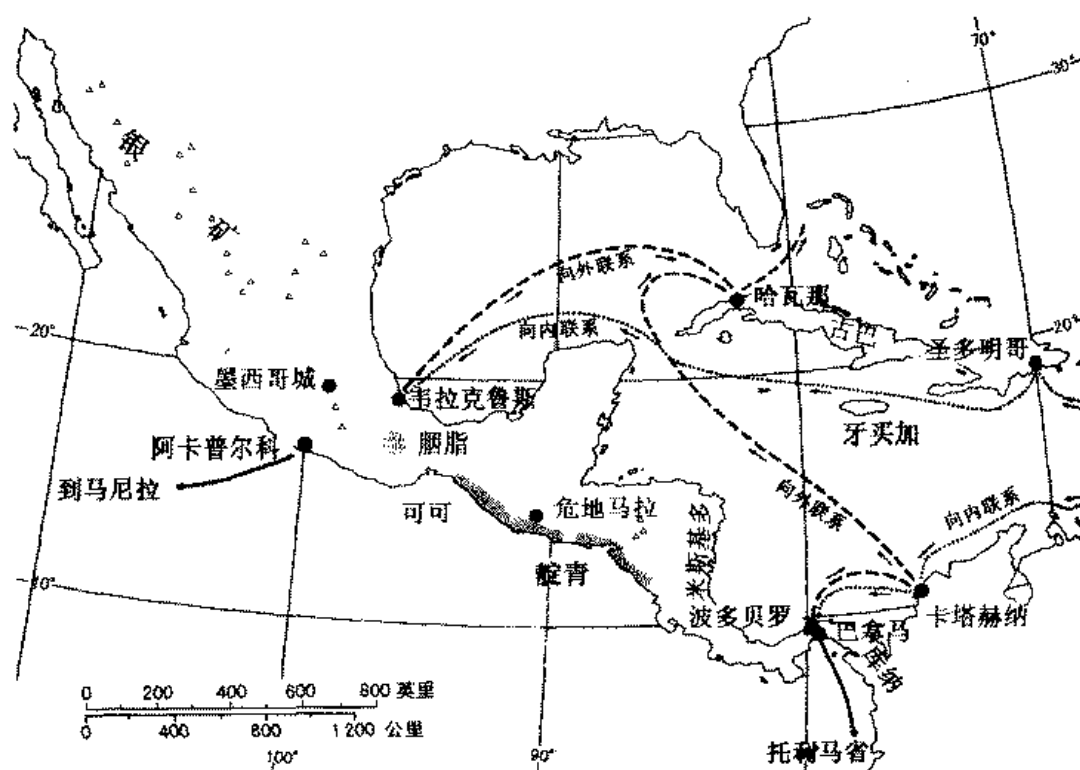 70°
30°
银
矿
向外联系
哈瓦那
古巴
向内联系
20°
20°
圣多明哥
墨西哥城
韦拉克鲁斯
牙买加
阿卡普尔科
胭脂
到马尼拉
可可
危地马拉
向外联系
向内联系
米斯基多
靛青
10°
波多贝罗
巴拿马
卡塔赫纳
库纳
0 200 400 600 800 英里
0 400 800 1200 公里
托利马省
100°
90°